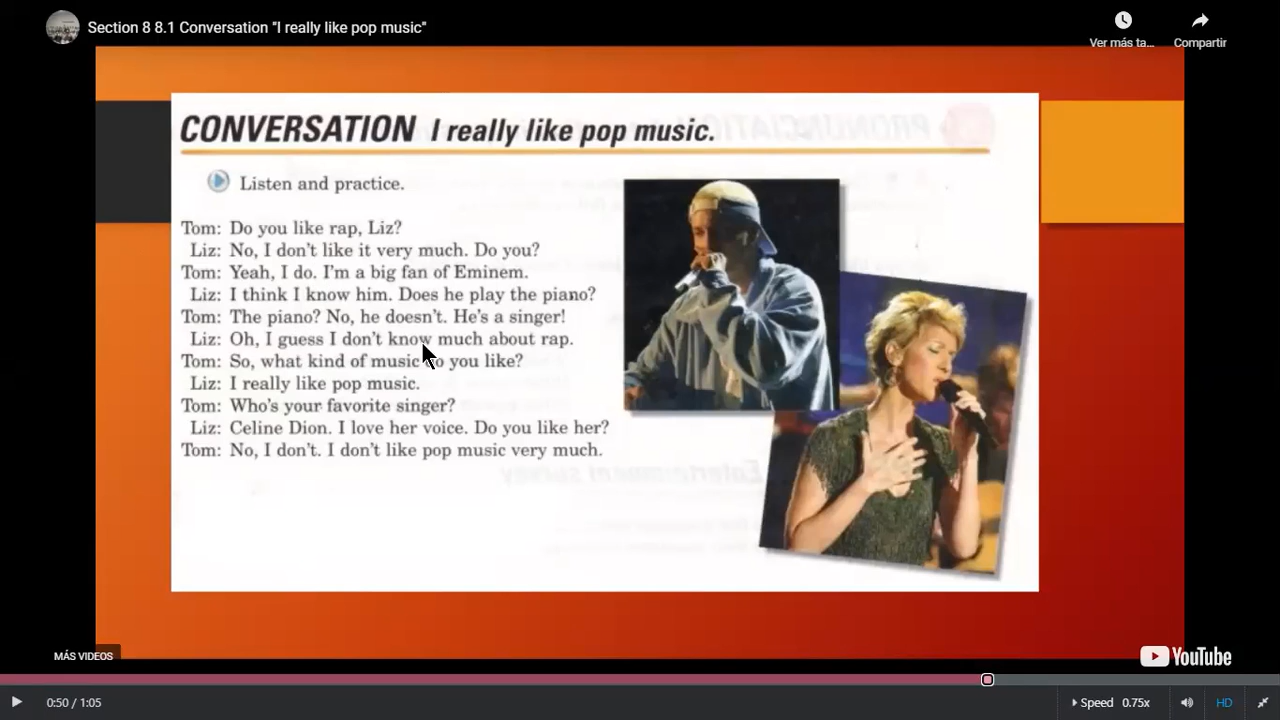 Section 8 8.1 Conversation "I really like pop music"
Ver más ta...
Compartir
CONVERSATION I really like pop music.
Listen and practice.
Tom: Do you like rap, Liz?
Liz: No, I don't like it very much. Do you?
Tom: Yeah, I do. I'm a big fan of Eminem.
Liz: I think I know him. Does he play the piano?
Tom: The piano? No, he doesn't. He's a singer!
Liz: Oh, I guess I don't know much about rap.
Tom: So, what kind of music do you like?
Liz: I really like pop music.
Tom: Who's your favorite singer?
Liz: Celine Dion. I love her voice. Do you like her?
Tom: No, I don't. I don't like pop music very much.
MÁS VIDEOS
YouTube
0:50 / 1:05
Speed 0.75x
HD